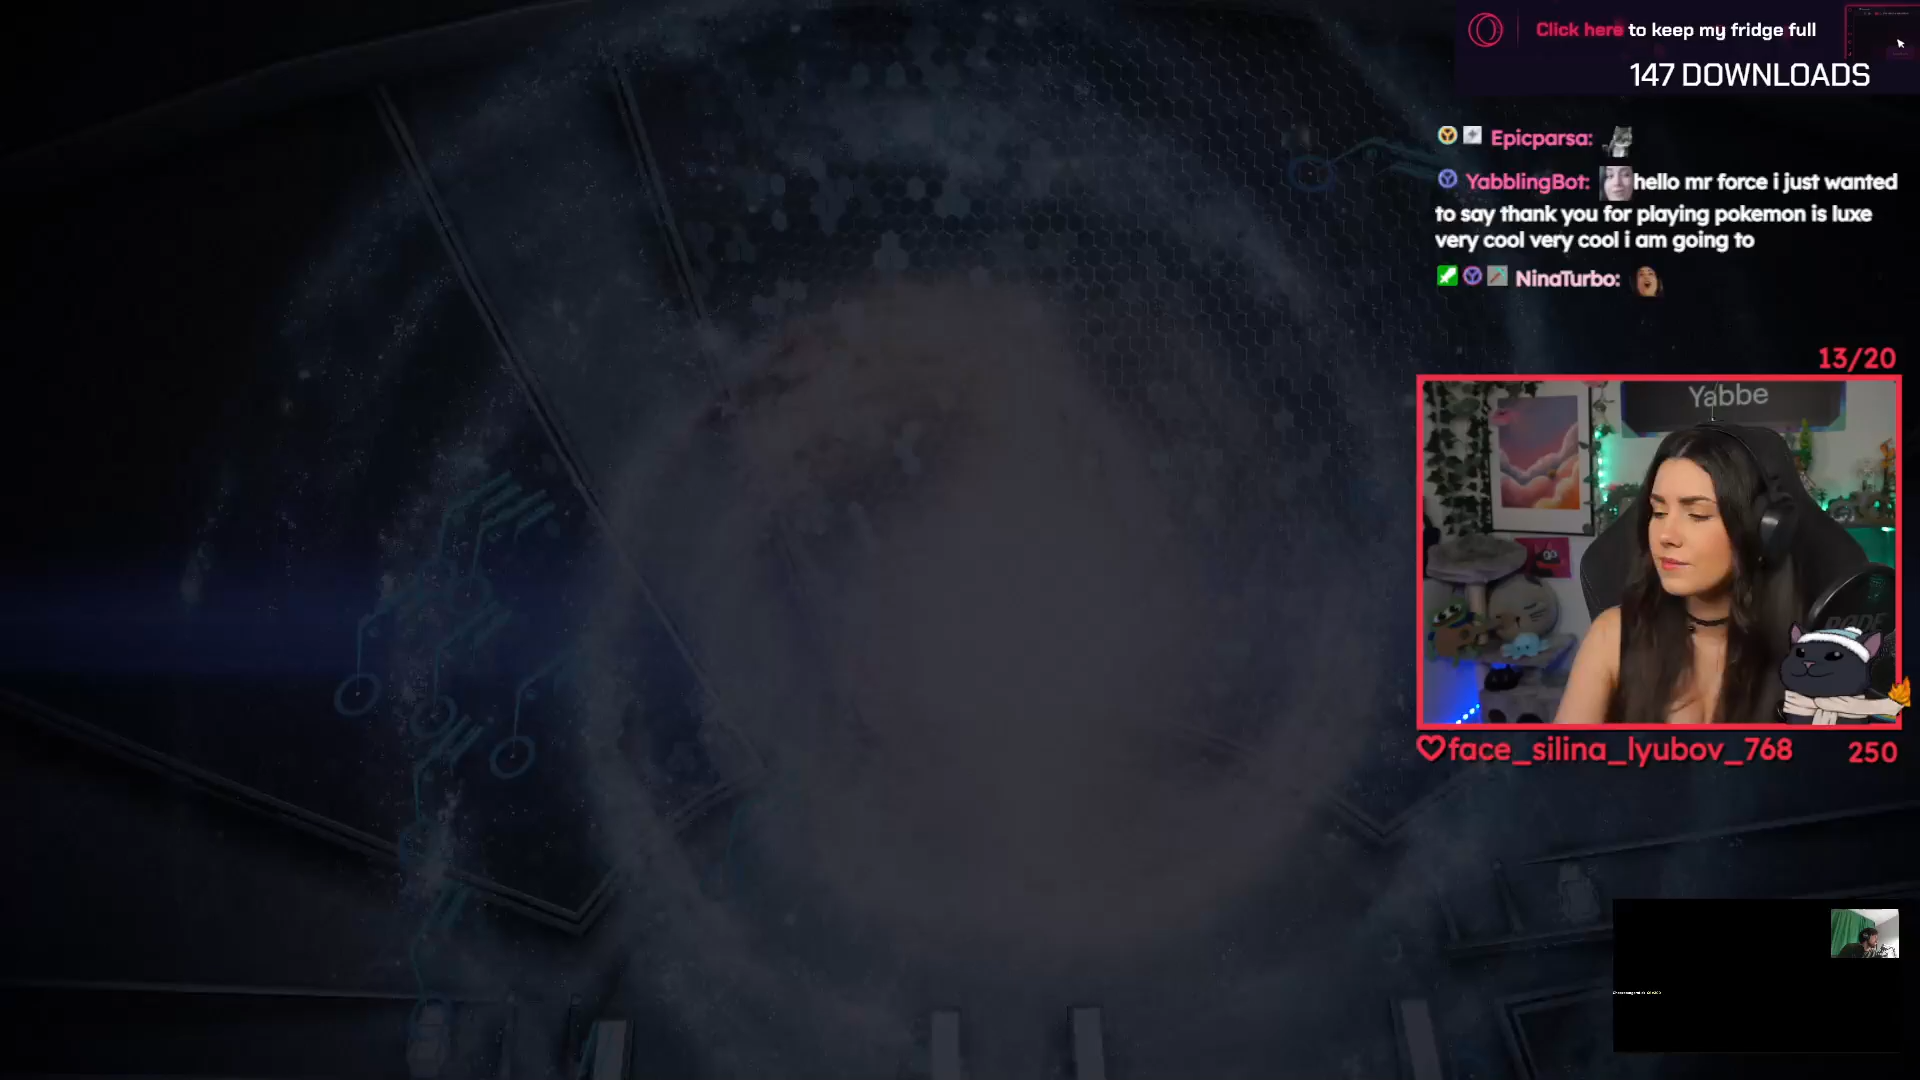 Click here to keep my fridge full
147 DOWNLOADS
Epicparsa:
YabblingBot: hello mr force i just wanted
to say thank you for playing pokemon is luxe
very cool very cool i am going to
NinaTurbo:
13/20
Yabbe
RODE
face_silina_lyubov_768
250